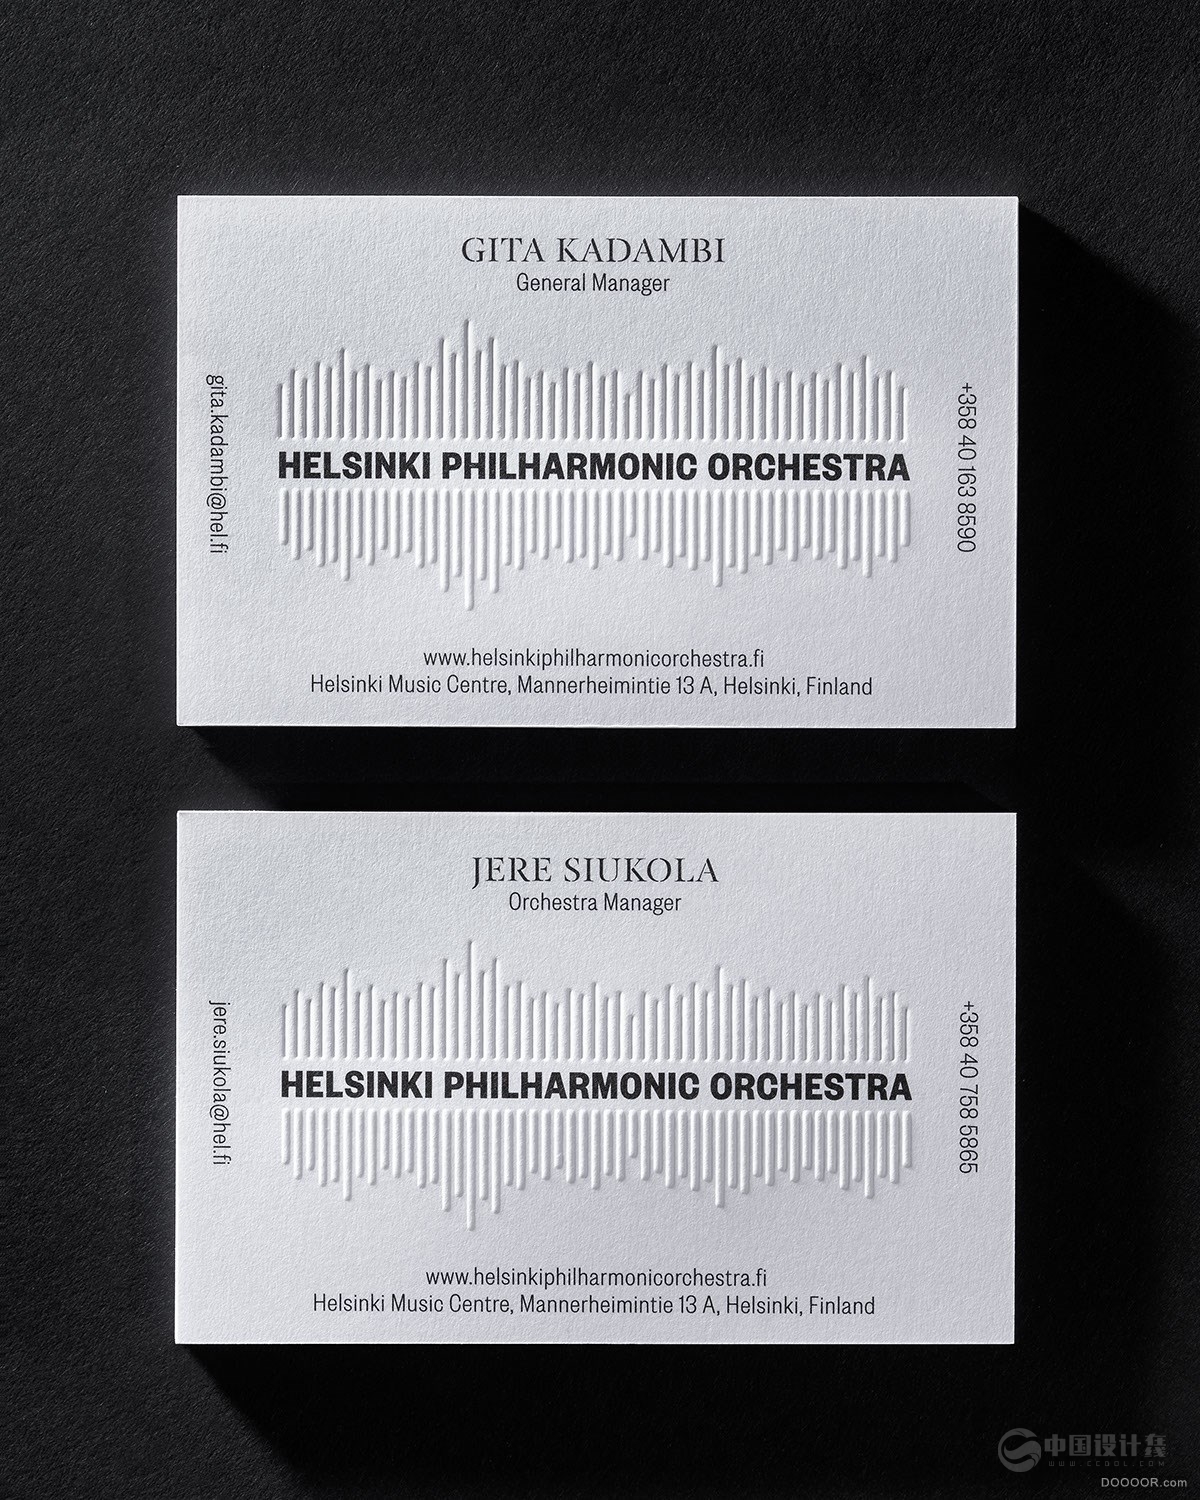 GITA KADAMBI
General Manager
gita.kadambi@hel.fi
HELSINKI PHILHARMONIC ORCHESTRA
+358 40 163 8590
www.helsinkiphilharmonicorchestra.fi
Helsinki Music Centre, Mannerheimintie 13 A, Helsinki, Finland
JERE SIUKOLA
Orchestra Manager
jere.siukola@hel.fi
HELSINKI PHILHARMONIC ORCHESTRA
+358 40 758 5865
www.helsinkiphilharmonicorchestra.fi
Helsinki Music Centre, Mannerheimintie 13 A, Helsinki, Finland
中国设计在线
DOOOOR.com